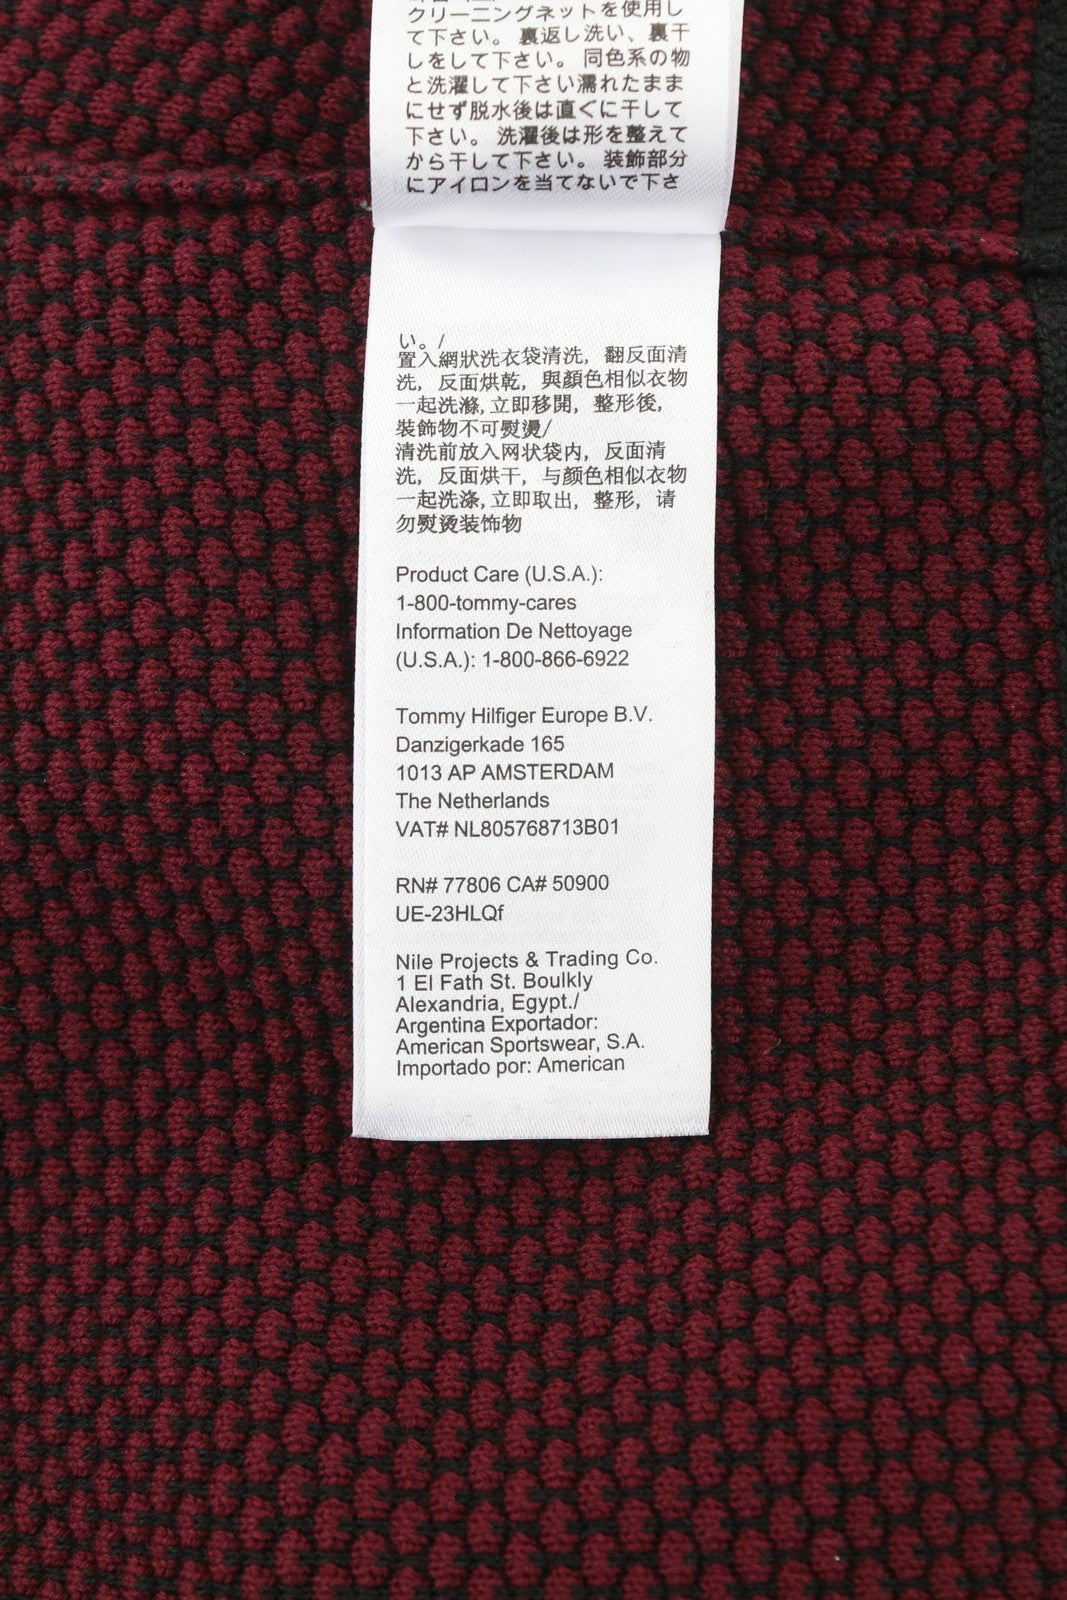 クリーニングネットを使用し
て下さい。裏返し洗い、裏干
しをして下さい。同色系の物
と洗濯して下さい濡れたまま
にせず脱水後は直ぐに干して
下さい。洗濯後は形を整えて
から干して下さい。装飾部分
にアイロンを当てないで下さ
い。/
置入網狀洗衣袋清洗, 翻反面清
洗, 反面烘乾, 與顏色相似衣物
一起洗滌,立即移開, 整形後,
裝飾物不可熨燙/
清洗前放入网状袋内, 反面清
洗, 反面烘干, 与颜色相似衣物
一起洗涤,立即取出, 整形, 请
勿熨烫装饰物
Product Care (U.S.A.):
1-800-tommy-cares
Information De Nettoyage
(U.S.A.): 1-800-866-6922
Tommy Hilfiger Europe B.V.
Danzigerkade 165
1013 AP AMSTERDAM
The Netherlands
VAT# NL805768713B01
RN# 77806 CA# 50900
UE-23HLQf
Nile Projects & Trading Co.
1 El Fath St. Boulkly
Alexandria, Egypt./
Argentina Exportador:
American Sportswear, S.A.
Importado por: American